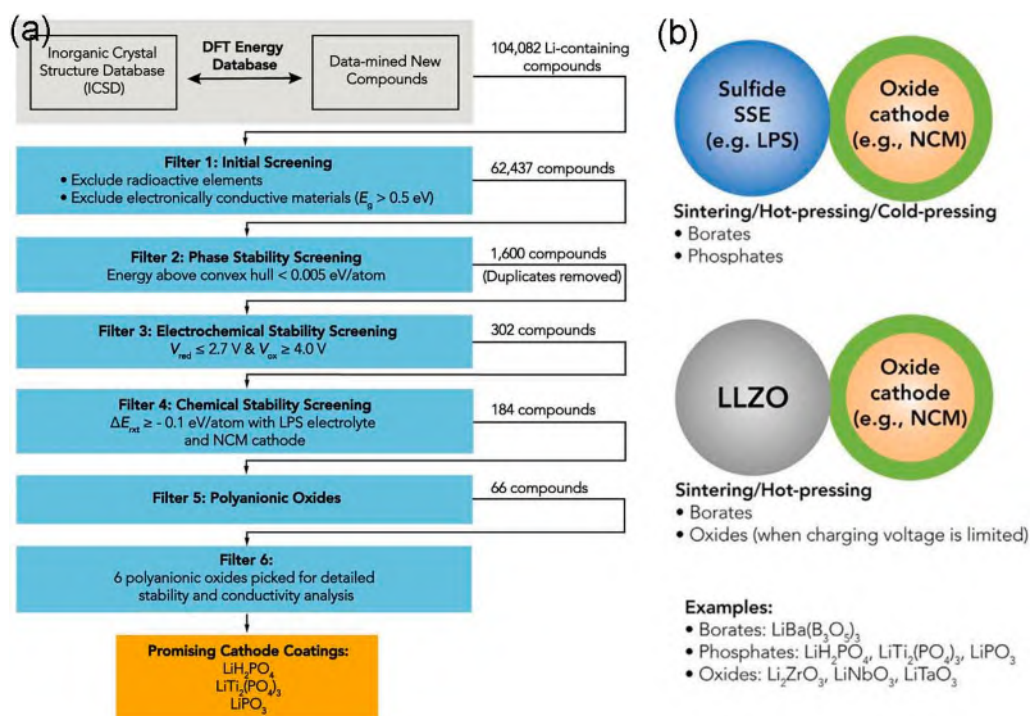 (a)
Inorganic Crystal
Structure Database
(ICSD)
DFT Energy
Database
Data-mined New
Compounds
104,082 Li-containing
compounds
Filter 1: Initial Screening
• Exclude radioactive elements
• Exclude electronically conductive materials (E_g > 0.5 eV)
62,437 compounds
Filter 2: Phase Stability Screening
Energy above convex hull < 0.005 eV/atom
1,600 compounds
(Duplicates removed)
Filter 3: Electrochemical Stability Screening
V_red ≤ 2.7 V & V_ox ≥ 4.0 V
302 compounds
Filter 4: Chemical Stability Screening
ΔE_rxt ≥ - 0.1 eV/atom with LPS electrolyte
and NCM cathode
184 compounds
Filter 5: Polyanionic Oxides
66 compounds
Filter 6:
6 polyanionic oxides picked for detailed
stability and conductivity analysis
Promising Cathode Coatings:
LiH₂PO₄
LiTi₂(PO₄)₃
LiPO₃
(b)
Sulfide
SSE
(e.g. LPS)
Oxide
cathode
(e.g., NCM)
Sintering/Hot-pressing/Cold-pressing
• Borates
• Phosphates
LLZO
Oxide
cathode
(e.g., NCM)
Sintering/Hot-pressing
• Borates
• Oxides (when charging voltage is limited)
Examples:
• Borates: LiBa(B₃O₅)₃
• Phosphates: LiH₂PO₄, LiTi₂(PO₄)₃, LiPO₃
• Oxides: Li₂ZrO₃, LiNbO₃, LiTaO₃